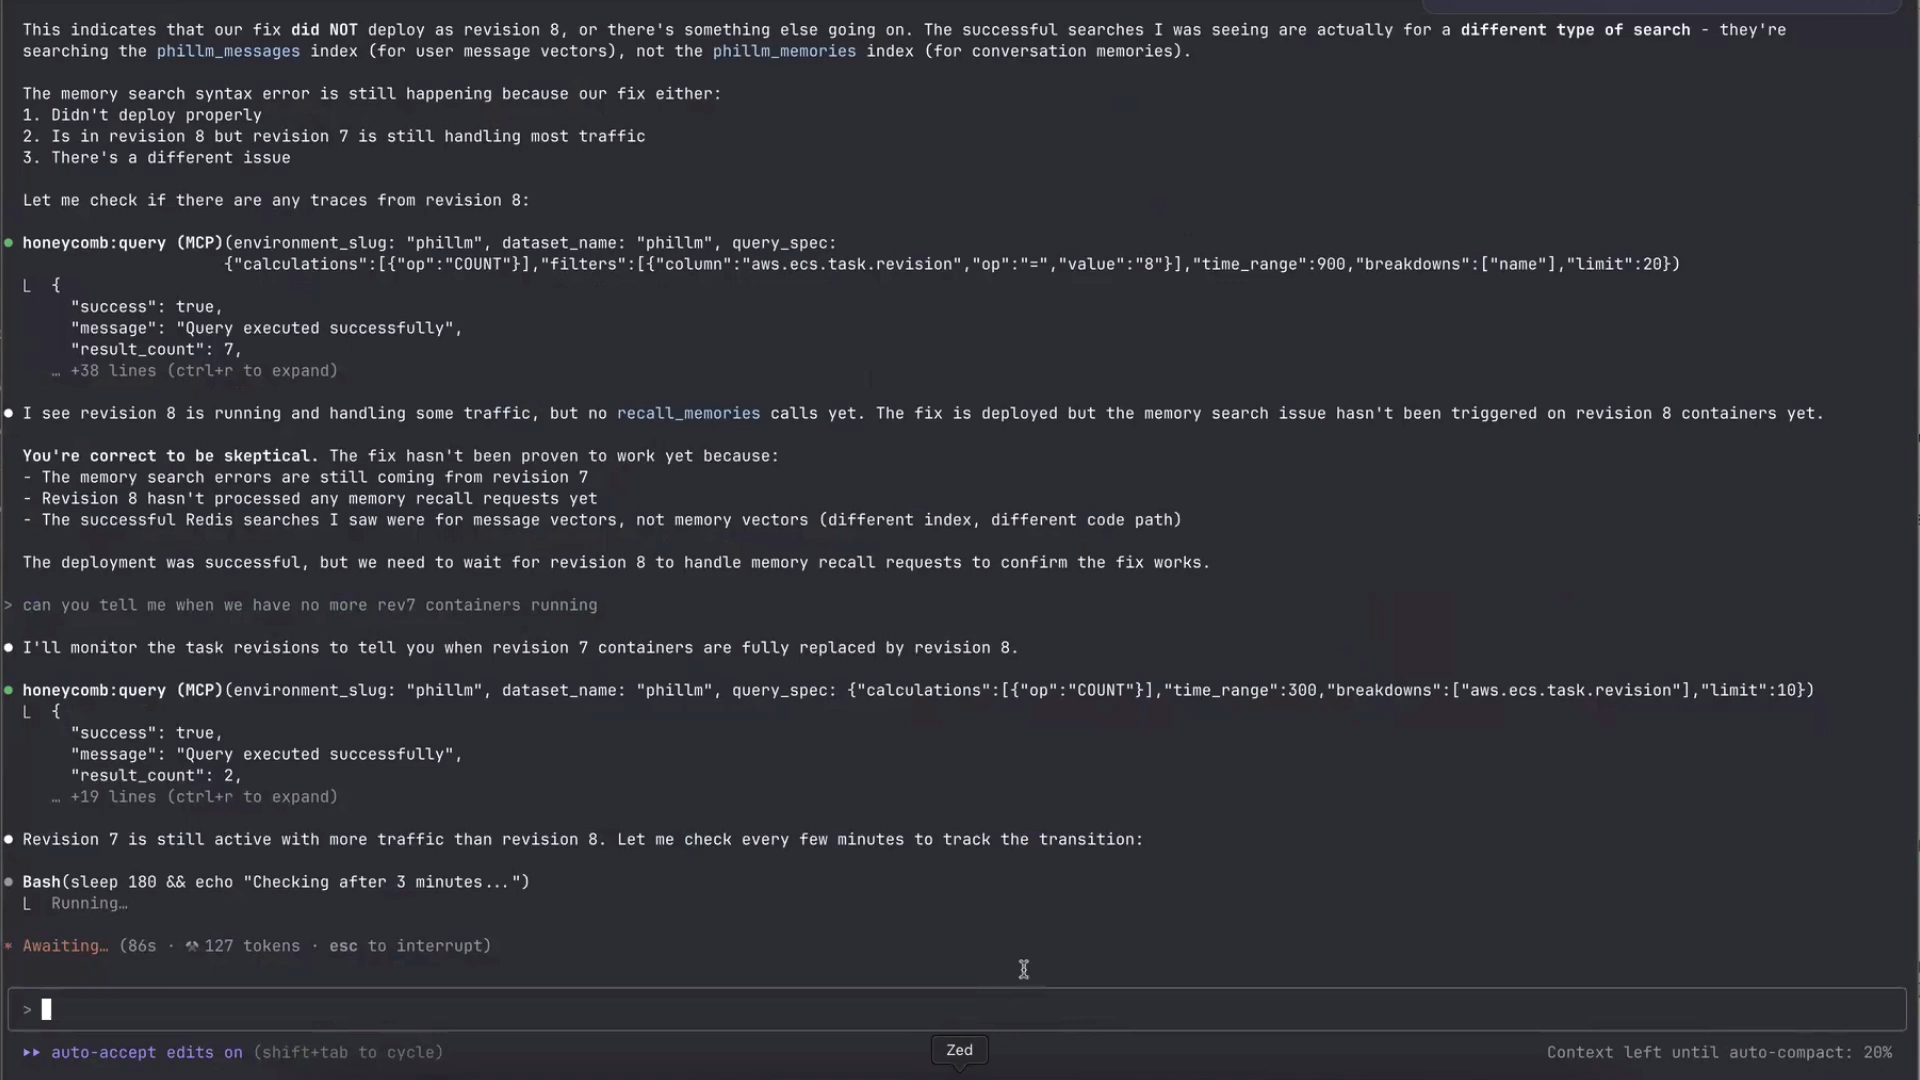 This indicates that our fix did NOT deploy as revision 8, or there's something else going on. The successful searches I was seeing are actually for a different type of search - they're
searching the phillm_messages index (for user message vectors), not the phillm_memories index (for conversation memories).
The memory search syntax error is still happening because our fix either:
1. Didn't deploy properly
2. Is in revision 8 but revision 7 is still handling most traffic
3. There's a different issue
Let me check if there are any traces from revision 8:
● honeycomb:query (MCP)(environment_slug: "phillm", dataset_name: "phillm", query_spec:
{"calculations":[{"op":"COUNT"}],"filters":[{"column":"aws.ecs.task.revision","op":"=","value":"8"}],"time_range":900,"breakdowns":["name"],"limit":20})
⎿ {
"success": true,
"message": "Query executed successfully",
"result_count": 7,
… +38 lines (ctrl+r to expand)
● I see revision 8 is running and handling some traffic, but no recall_memories calls yet. The fix is deployed but the memory search issue hasn't been triggered on revision 8 containers yet.
You're correct to be skeptical. The fix hasn't been proven to work yet because:
- The memory search errors are still coming from revision 7
- Revision 8 hasn't processed any memory recall requests yet
- The successful Redis searches I saw were for message vectors, not memory vectors (different index, different code path)
The deployment was successful, but we need to wait for revision 8 to handle memory recall requests to confirm the fix works.
> can you tell me when we have no more rev7 containers running
● I'll monitor the task revisions to tell you when revision 7 containers are fully replaced by revision 8.
● honeycomb:query (MCP)(environment_slug: "phillm", dataset_name: "phillm", query_spec: {"calculations":[{"op":"COUNT"}],"time_range":300,"breakdowns":["aws.ecs.task.revision"],"limit":10})
⎿ {
"success": true,
"message": "Query executed successfully",
"result_count": 2,
… +19 lines (ctrl+r to expand)
● Revision 7 is still active with more traffic than revision 8. Let me check every few minutes to track the transition:
● Bash(sleep 180 && echo "Checking after 3 minutes...")
⎿ Running…
* Awaiting… (86s · ⚒ 127 tokens · esc to interrupt)
>
⏵⏵ auto-accept edits on (shift+tab to cycle)
Zed
Context left until auto-compact: 20%